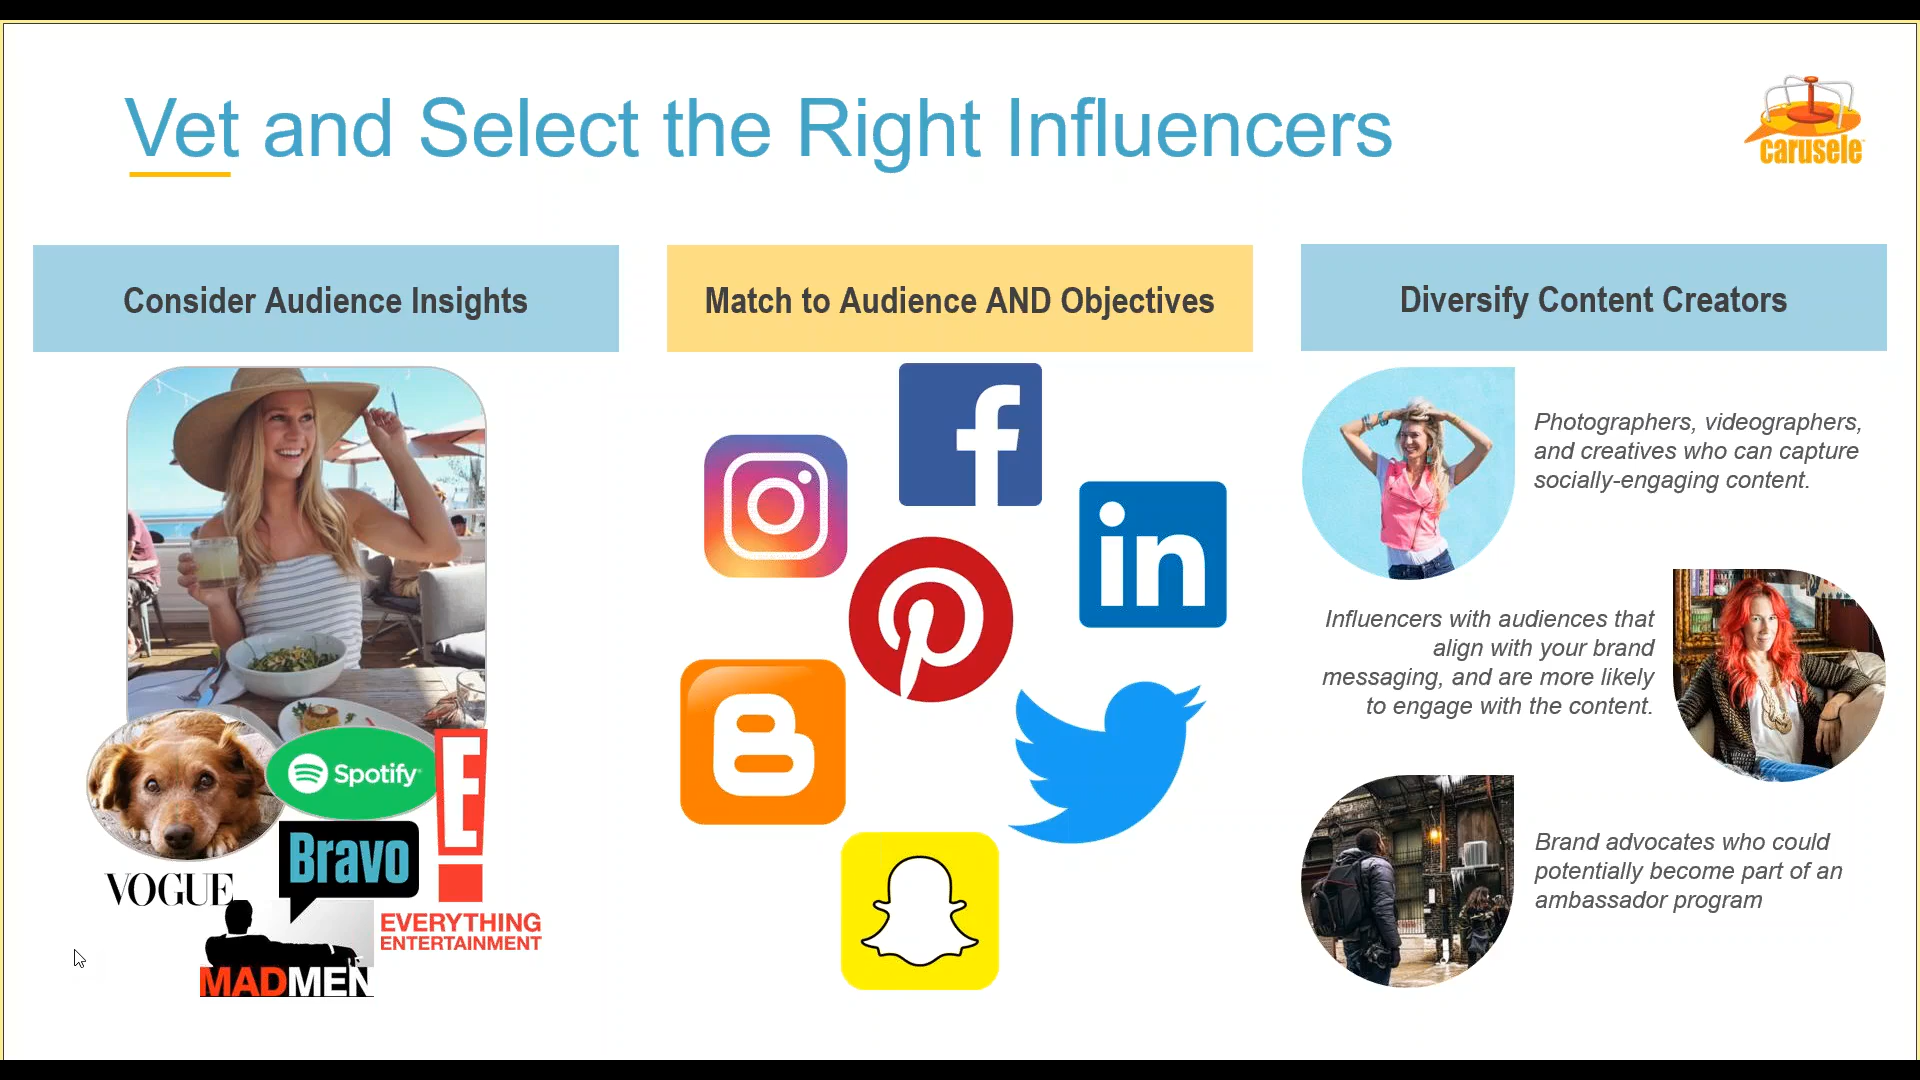 Vet and Select the Right Influencers
carusele
Consider Audience Insights
Spotify
E!
Bravo
VOGUE
EVERYTHING
ENTERTAINMENT
MADMEN
Match to Audience AND Objectives
f
in
B
Diversify Content Creators
Photographers, videographers,
and creatives who can capture
socially-engaging content.
Influencers with audiences that
align with your brand
messaging, and are more likely
to engage with the content.
Brand advocates who could
potentially become part of an
ambassador program